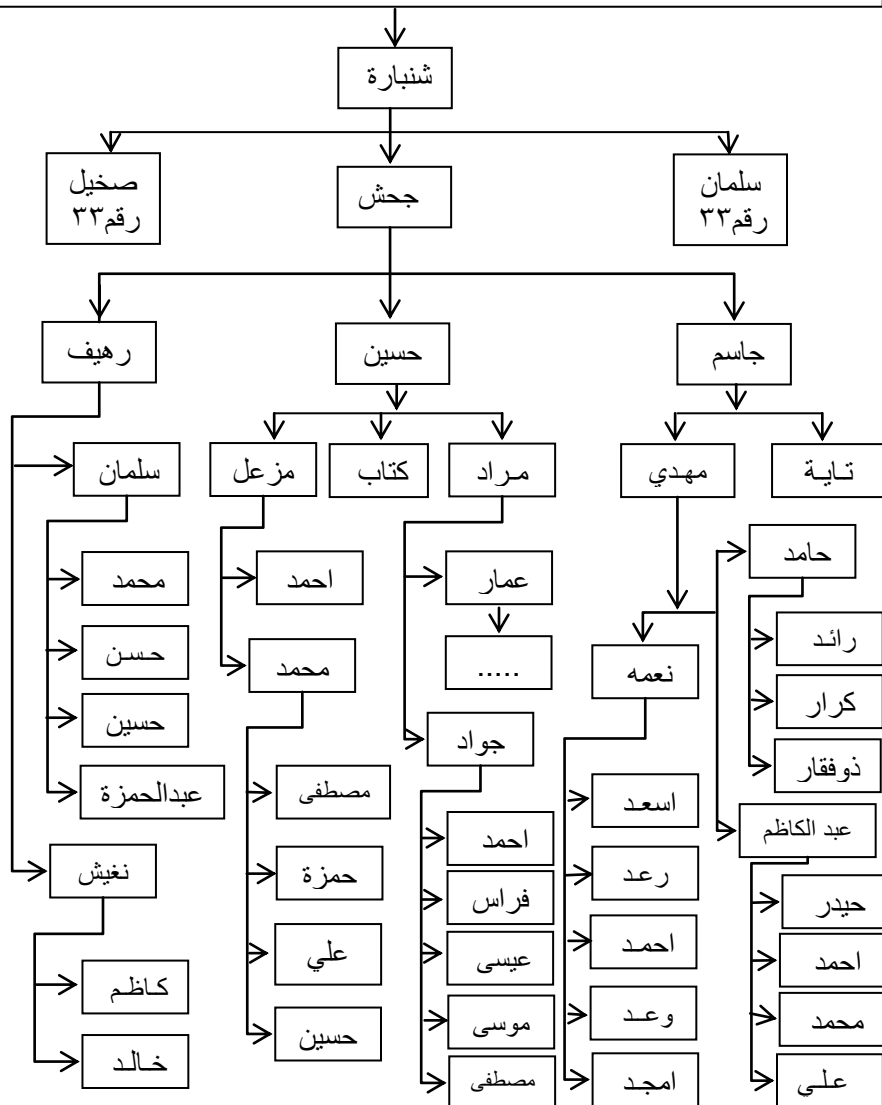 شنبارة
سلمان
رقم٣٣
جحش
صخيل
رقم٣٣
جاسم
حسين
رهيف
تاية
مهدي
مراد
كتاب
مزعل
سلمان
حامد
رائد
كرار
ذوفقار
عبد الكاظم
حيدر
احمد
محمد
علي
نعمه
اسعد
رعد
احمد
وعد
امجد
عمار
.....
جواد
احمد
فراس
عيسى
موسى
مصطفى
احمد
محمد
مصطفى
حمزة
علي
حسين
محمد
حسن
حسين
عبدالحمزة
نغيش
كاظم
خالد